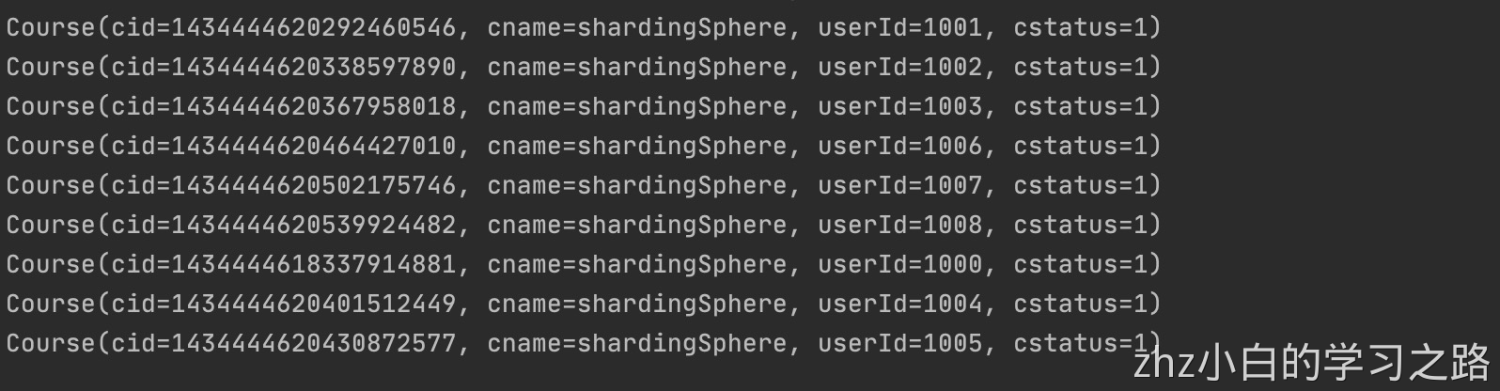 Course(cid=1434444620292460546, cname=shardingSphere, userId=1001, cstatus=1)
Course(cid=1434444620338597890, cname=shardingSphere, userId=1002, cstatus=1)
Course(cid=1434444620367958018, cname=shardingSphere, userId=1003, cstatus=1)
Course(cid=1434444620464427010, cname=shardingSphere, userId=1006, cstatus=1)
Course(cid=1434444620502175746, cname=shardingSphere, userId=1007, cstatus=1)
Course(cid=1434444620539924482, cname=shardingSphere, userId=1008, cstatus=1)
Course(cid=1434444618337914881, cname=shardingSphere, userId=1000, cstatus=1)
Course(cid=1434444620401512449, cname=shardingSphere, userId=1004, cstatus=1)
Course(cid=1434444620430872577, cname=shardingSphere, userId=1005, cstatus=1)
zhz小白的学习之路